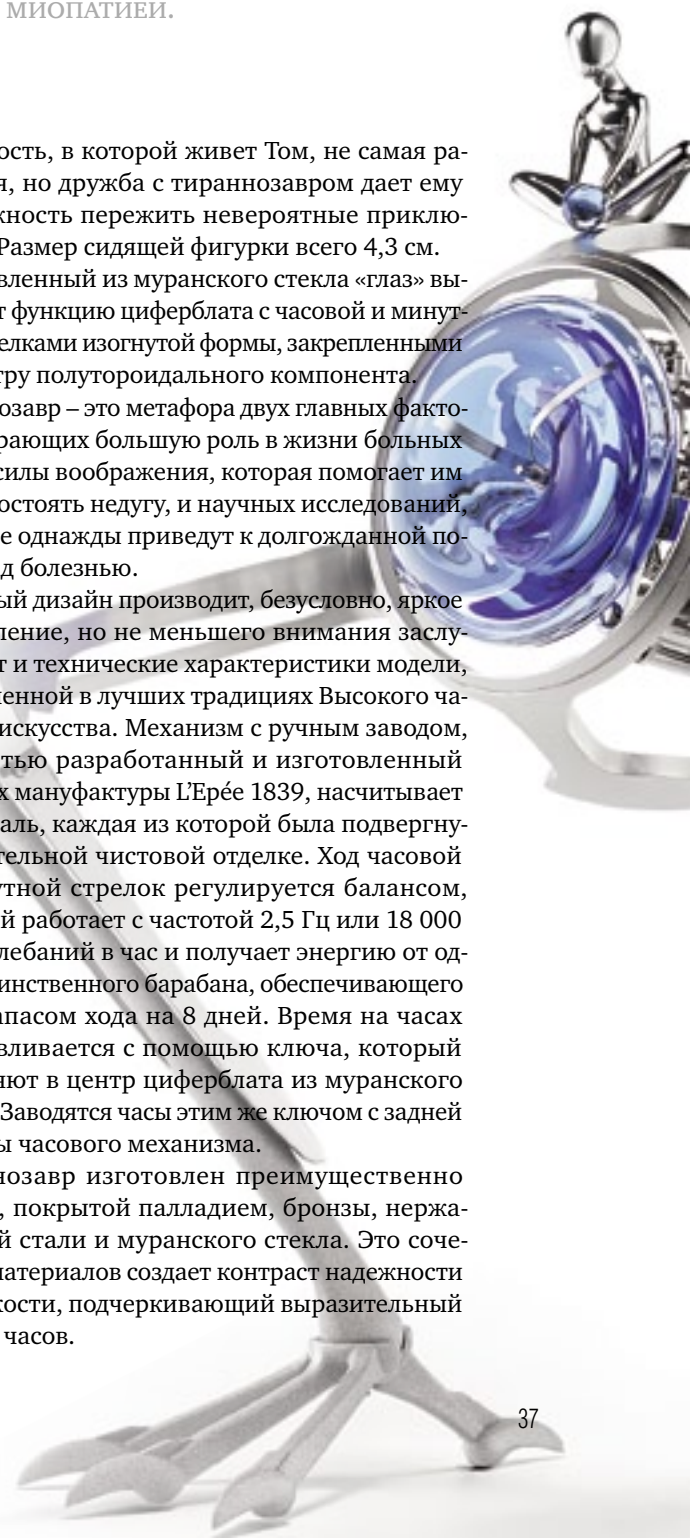 МИОПАТИЕЙ.
ость, в которой живет Том, не самая ра-
я, но дружба с тираннозавром дает ему
жность пережить невероятные приклю-
Размер сидящей фигурки всего 4,3 см.
вленный из муранского стекла «глаз» вы-
т функцию циферблата с часовой и минут-
елками изогнутой формы, закрепленными
тру полутороидального компонента.
озавр – это метафора двух главных факто-
рающих большую роль в жизни больных
силы воображения, которая помогает им
остоять недугу, и научных исследований,
е однажды приведут к долгожданной по-
д болезнью.
ый дизайн производит, безусловно, яркое
ление, но не меньшего внимания заслу-
т и технические характеристики модели,
енной в лучших традициях Высокого ча-
искусства. Механизм с ручным заводом,
тью разработанный и изготовленный
х мануфактуры L’Epée 1839, насчитывает
аль, каждая из которой была подвергну-
тельной чистовой отделке. Ход часовой
утной стрелок регулируется балансом,
й работает с частотой 2,5 Гц или 18 000
лебаний в час и получает энергию от од-
инственного барабана, обеспечивающего
апасом хода на 8 дней. Время на часах
вливается с помощью ключа, который
яют в центр циферблата из муранского
Заводятся часы этим же ключом с задней
ы часового механизма.
нозавр изготовлен преимущественно
, покрытой палладием, бронзы, нержа-
й стали и муранского стекла. Это соче-
материалов создает контраст надежности
кости, подчеркивающий выразительный
часов.
37